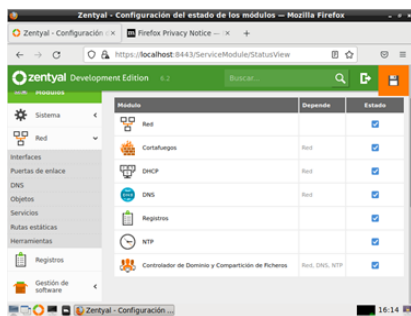 Zentyal - Configuración del estado de los módulos — Mozilla Firefox
Zentyal - Configuración d
Firefox Privacy Notice —
https://localhost:8443/ServiceModule/StatusView
zentyal Development Edition 6.2
Buscar...
Módulos
Sistema
Red
Interfaces
Puertas de enlace
DNS
Objetos
Servicios
Rutas estáticas
Herramientas
Registros
Gestión de
software
Módulo Depende Estado
Red
Cortafuegos Red
DHCP Red
DNS
Registros
NTP
Controlador de Dominio y Compartición de Ficheros Red, DNS, NTP
Zentyal - Configuración ...
16:14